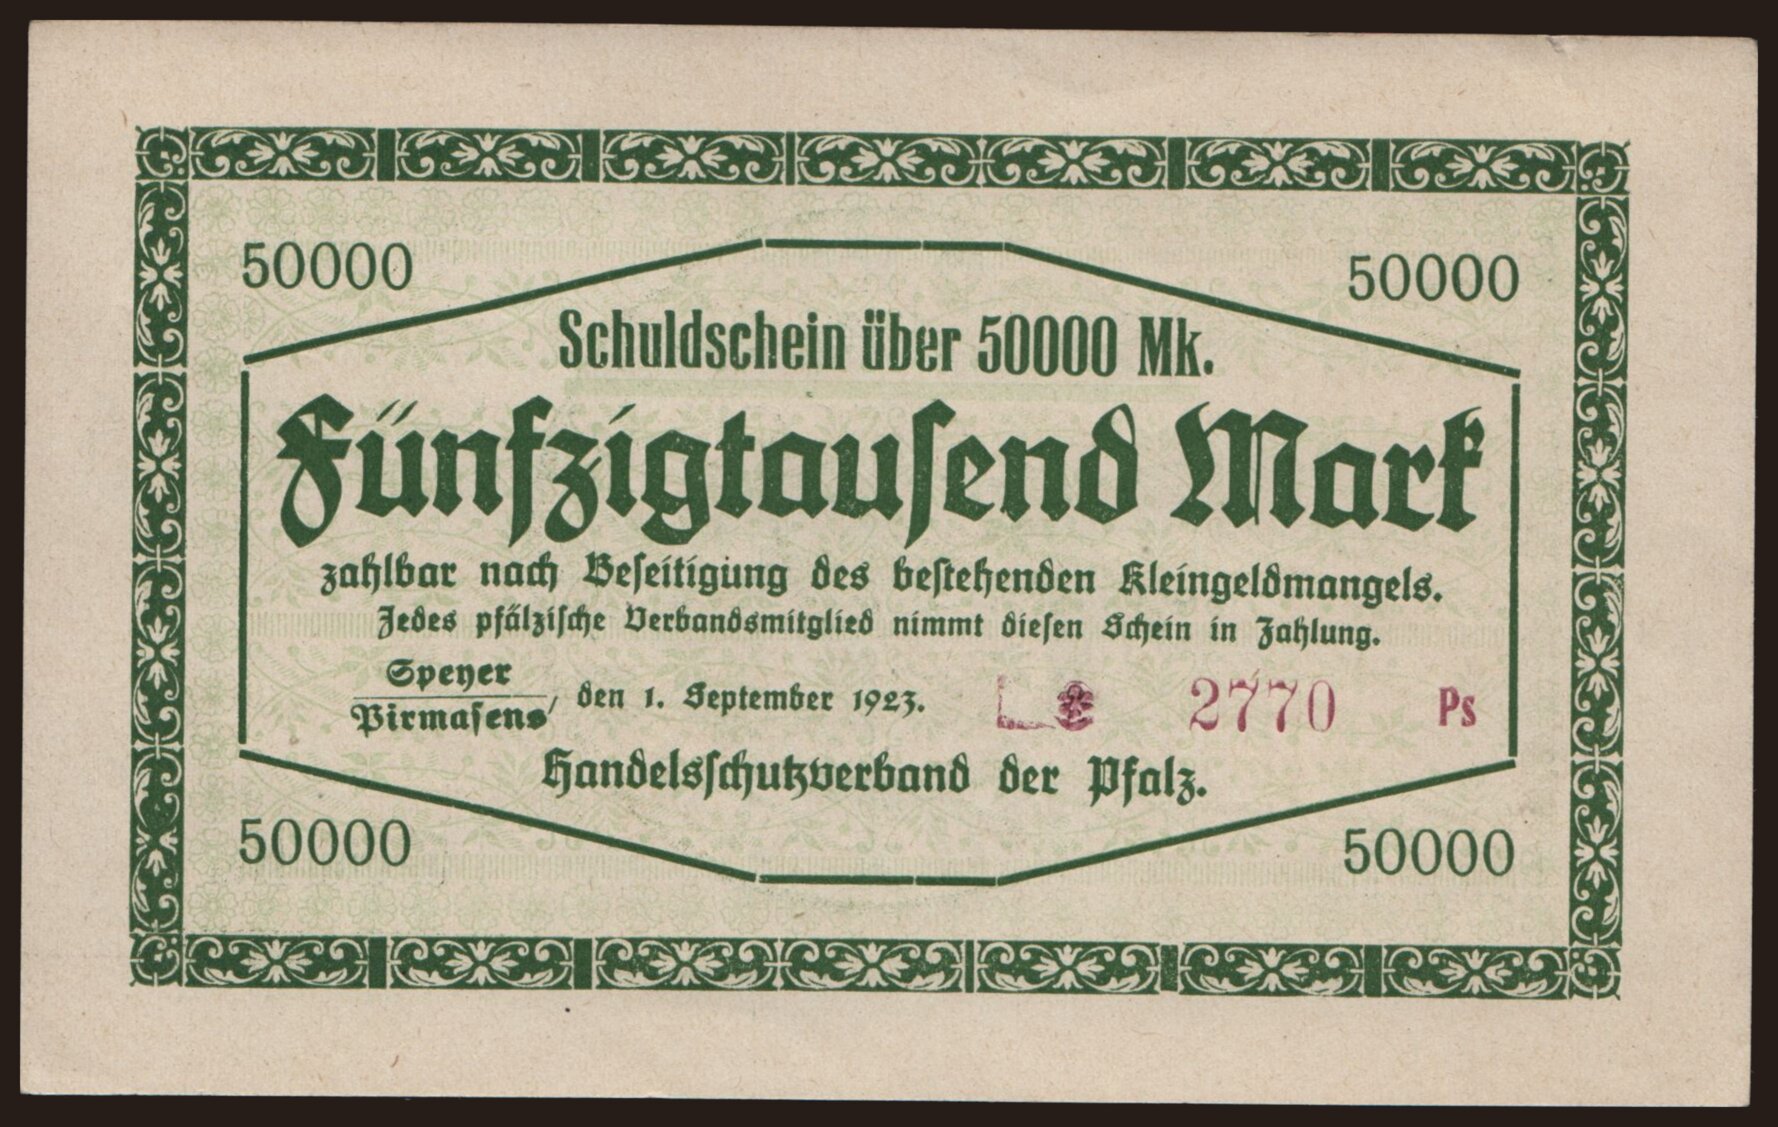 50000 50000
Schuldschein über 50000 Mk.
Fünfzigtausend Mark
zahlbar nach Beseitigung des bestehenden Kleingeldmangels.
Jedes pfälzische Verbandsmitglied nimmt diesen Schein in Zahlung.
Speyer
Pirmasens, den 1. September 1923. 2770 Ps
Handelsschutzverband der Pfalz.
50000 50000